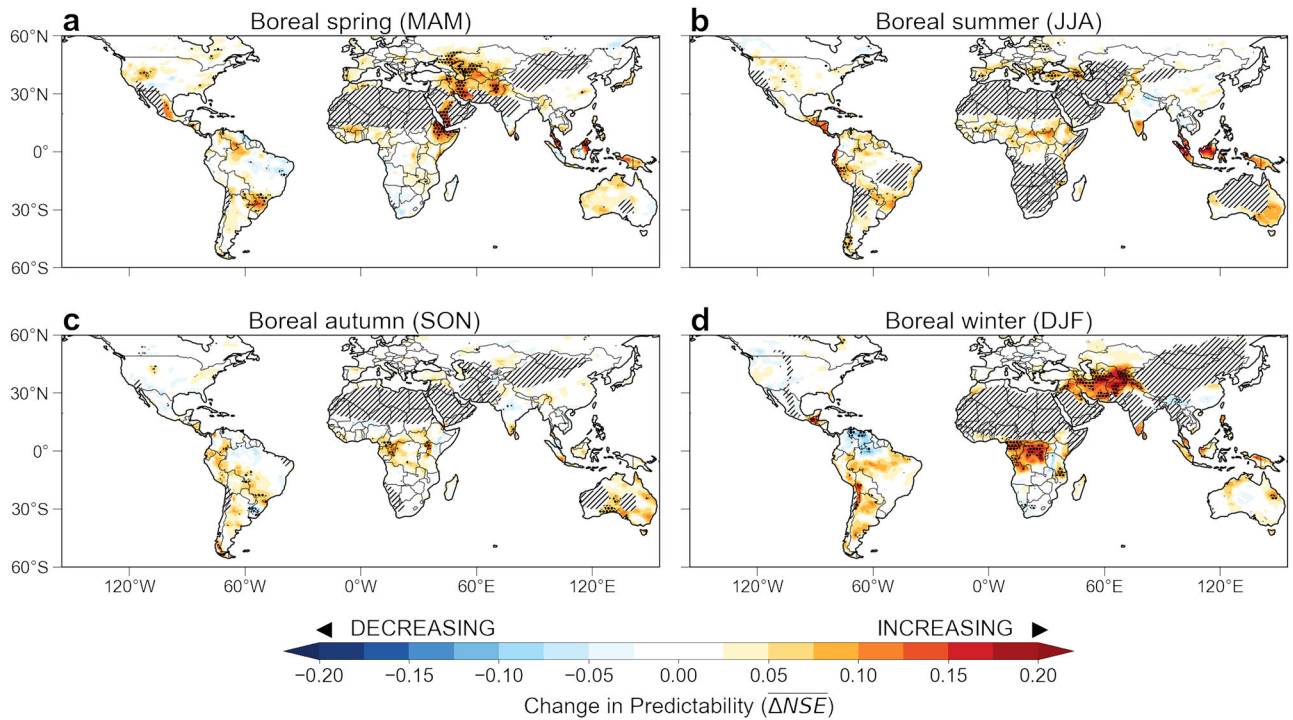 a Boreal spring (MAM)
b Boreal summer (JJA)
60°N
30°N
0°
30°S
60°S
c Boreal autumn (SON)
d Boreal winter (DJF)
60°N
30°N
0°
30°S
60°S
120°W 60°W 0°W 60°E 120°E
120°W 60°W 0°W 60°E 120°E
◄ DECREASING INCREASING ►
−0.20 −0.15 −0.10 −0.05 0.00 0.05 0.10 0.15 0.20
Change in Predictability (\overline{ΔNSE})